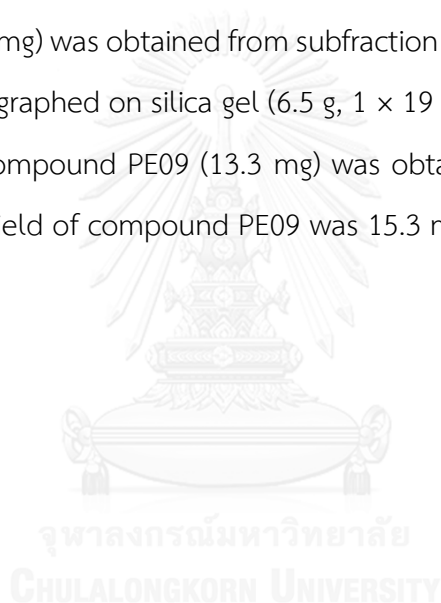 mg) was obtained from subfraction
graphed on silica gel (6.5 g, 1 × 19
ompound PE09 (13.3 mg) was obta
ield of compound PE09 was 15.3 m
จุฬาลงกรณ์มหาวิทยาลัย
CHULALONGKORN UNIVERSITY